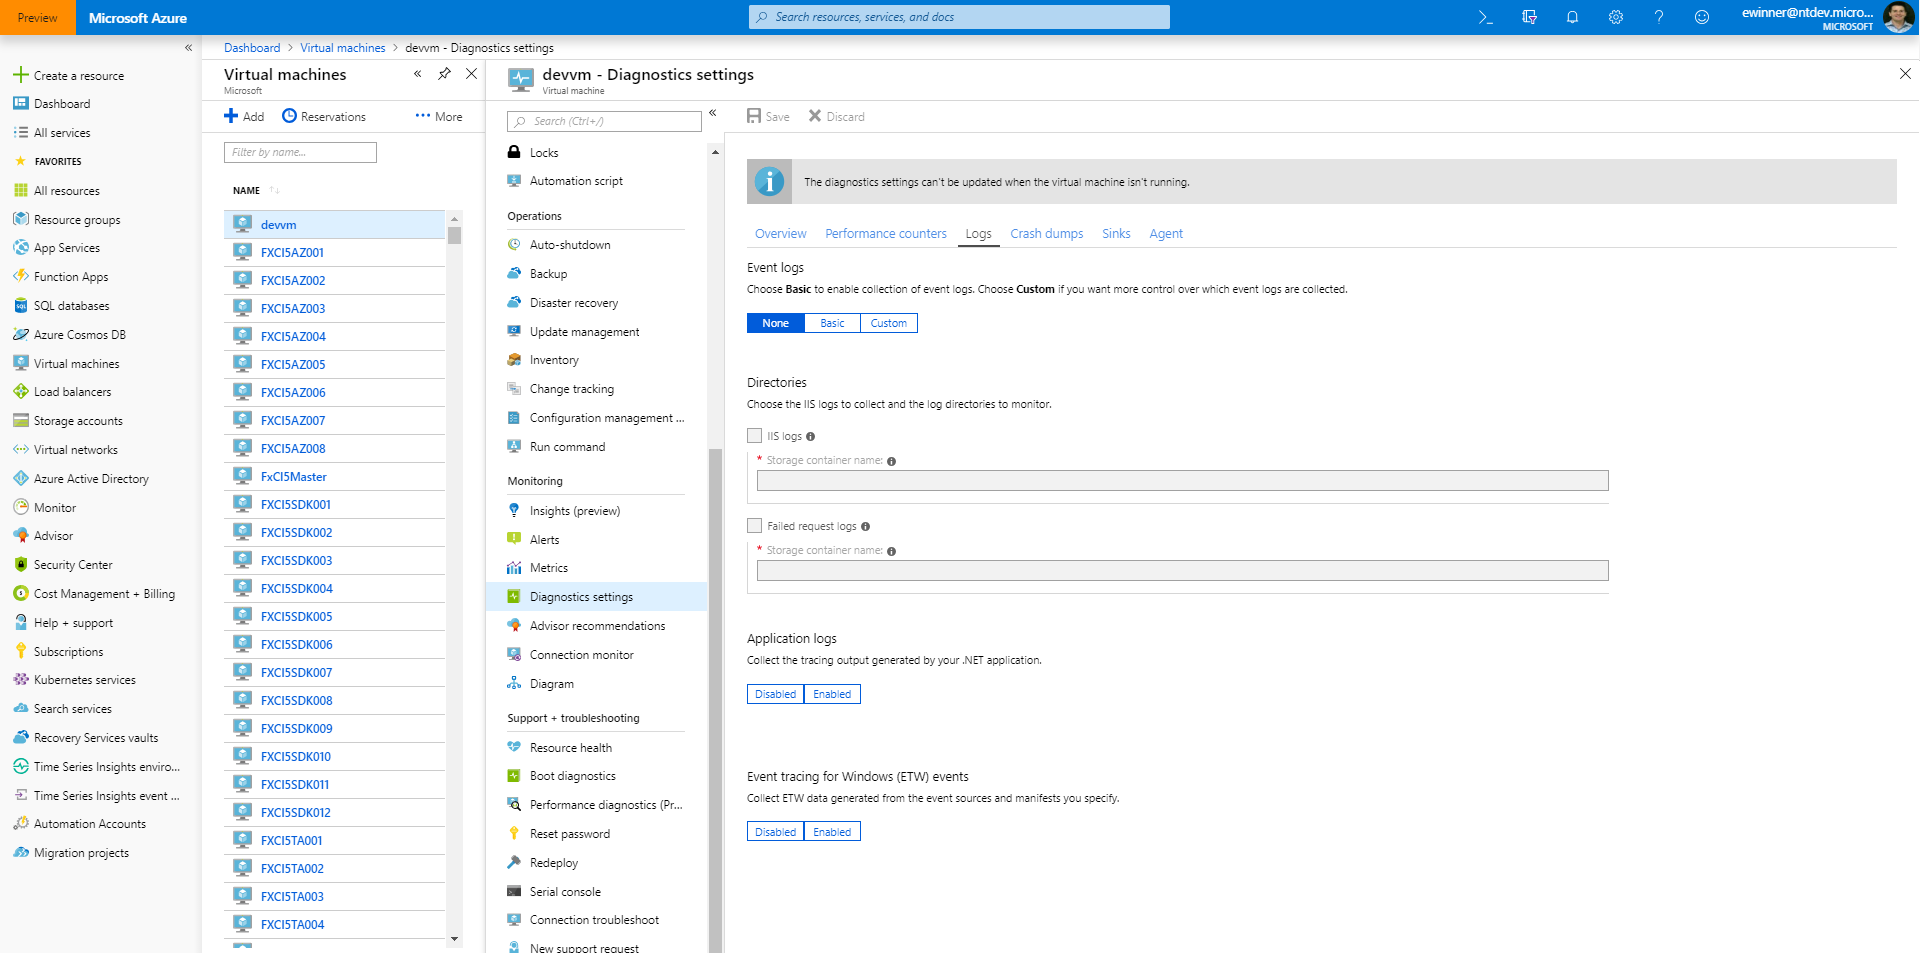 Preview
Microsoft Azure
Search resources, services, and docs
ewinner@ntdev.micro...
MICROSOFT
Create a resource
Dashboard
All services
FAVORITES
All resources
Resource groups
App Services
Function Apps
SQL databases
Azure Cosmos DB
Virtual machines
Load balancers
Storage accounts
Virtual networks
Azure Active Directory
Monitor
Advisor
Security Center
Cost Management + Billing
Help + support
Subscriptions
Kubernetes services
Search services
Recovery Services vaults
Time Series Insights enviro...
Time Series Insights event ...
Automation Accounts
Migration projects
Dashboard > Virtual machines > devvm - Diagnostics settings
Virtual machines
Microsoft
Add Reservations ... More
Filter by name...
NAME
devvm
FXCI5AZ001
FXCI5AZ002
FXCI5AZ003
FXCI5AZ004
FXCI5AZ005
FXCI5AZ006
FXCI5AZ007
FXCI5AZ008
FxCI5Master
FXCI5SDK001
FXCI5SDK002
FXCI5SDK003
FXCI5SDK004
FXCI5SDK005
FXCI5SDK006
FXCI5SDK007
FXCI5SDK008
FXCI5SDK009
FXCI5SDK010
FXCI5SDK011
FXCI5SDK012
FXCI5TA001
FXCI5TA002
FXCI5TA003
FXCI5TA004
devvm - Diagnostics settings
Virtual machine
Search (Ctrl+/)
Locks
Automation script
Operations
Auto-shutdown
Backup
Disaster recovery
Update management
Inventory
Change tracking
Configuration management ...
Run command
Monitoring
Insights (preview)
Alerts
Metrics
Diagnostics settings
Advisor recommendations
Connection monitor
Diagram
Support + troubleshooting
Resource health
Boot diagnostics
Performance diagnostics (Pr...
Reset password
Redeploy
Serial console
Connection troubleshoot
New support request
Save Discard
The diagnostics settings can't be updated when the virtual machine isn't running.
Overview Performance counters Logs Crash dumps Sinks Agent
Event logs
Choose Basic to enable collection of event logs. Choose Custom if you want more control over which event logs are collected.
None Basic Custom
Directories
Choose the IIS logs to collect and the log directories to monitor.
IIS logs
* Storage container name:
Failed request logs
* Storage container name:
Application logs
Collect the tracing output generated by your .NET application.
Disabled Enabled
Event tracing for Windows (ETW) events
Collect ETW data generated from the event sources and manifests you specify.
Disabled Enabled